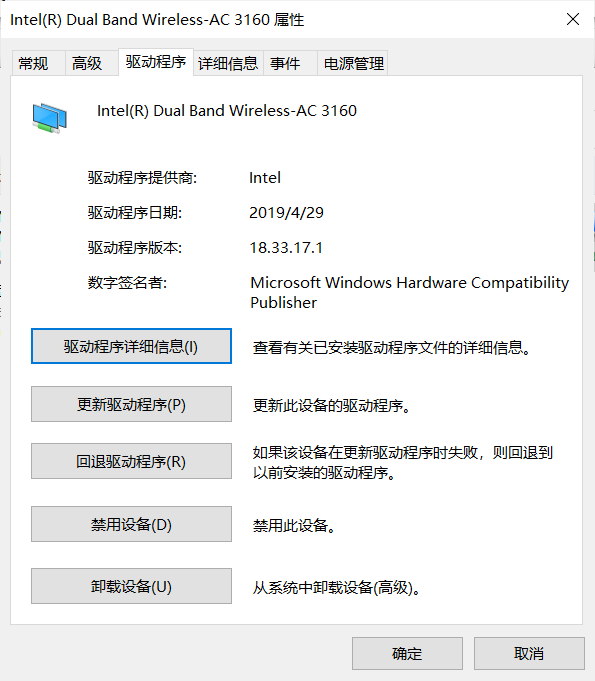 Intel(R) Dual Band Wireless-AC 3160 属性
常规 高级 驱动程序 详细信息 事件 电源管理
Intel(R) Dual Band Wireless-AC 3160
驱动程序提供商: Intel
驱动程序日期: 2019/4/29
驱动程序版本: 18.33.17.1
数字签名者: Microsoft Windows Hardware Compatibility
Publisher
驱动程序详细信息(I) 查看有关已安装驱动程序文件的详细信息。
更新驱动程序(P) 更新此设备的驱动程序。
回退驱动程序(R) 如果该设备在更新驱动程序时失败，则回退到
以前安装的驱动程序。
禁用设备(D) 禁用此设备。
卸载设备(U) 从系统中卸载设备(高级)。
确定 取消